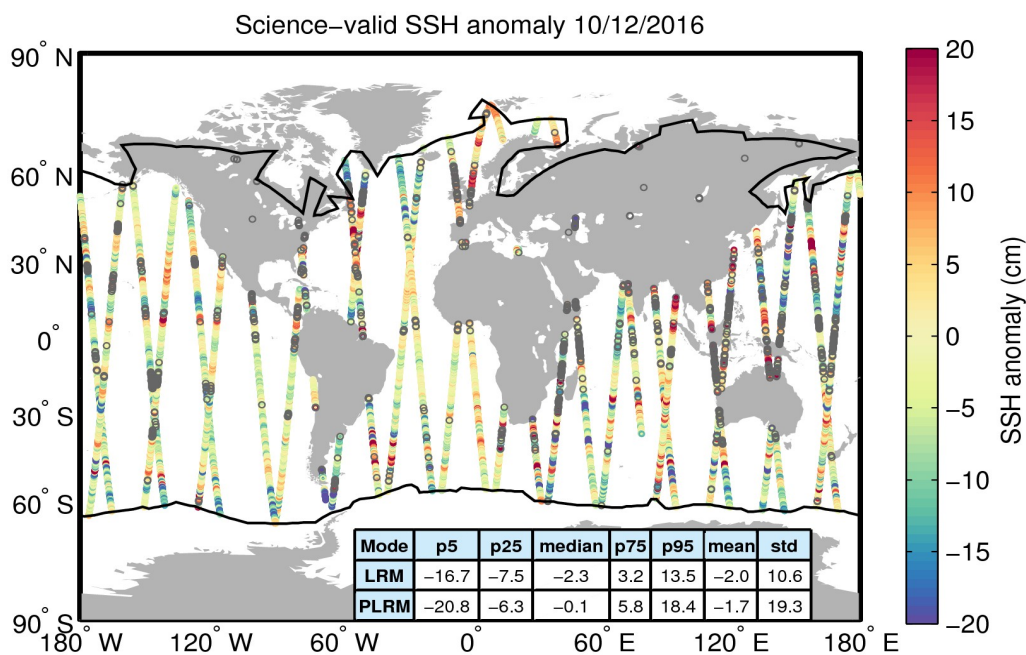 Science−valid SSH anomaly 10/12/2016
90° N
60° N
30° N
0°
30° S
60° S
90° S
180° W
120° W
60° W
0°
60° E
120° E
180° E
20
15
10
5
0
−5
−10
−15
−20
SSH anomaly (cm)
Mode p5 p25 median p75 p95 mean std
LRM −16.7 −7.5 −2.3 3.2 13.5 −2.0 10.6
PLRM −20.8 −6.3 −0.1 5.8 18.4 −1.7 19.3